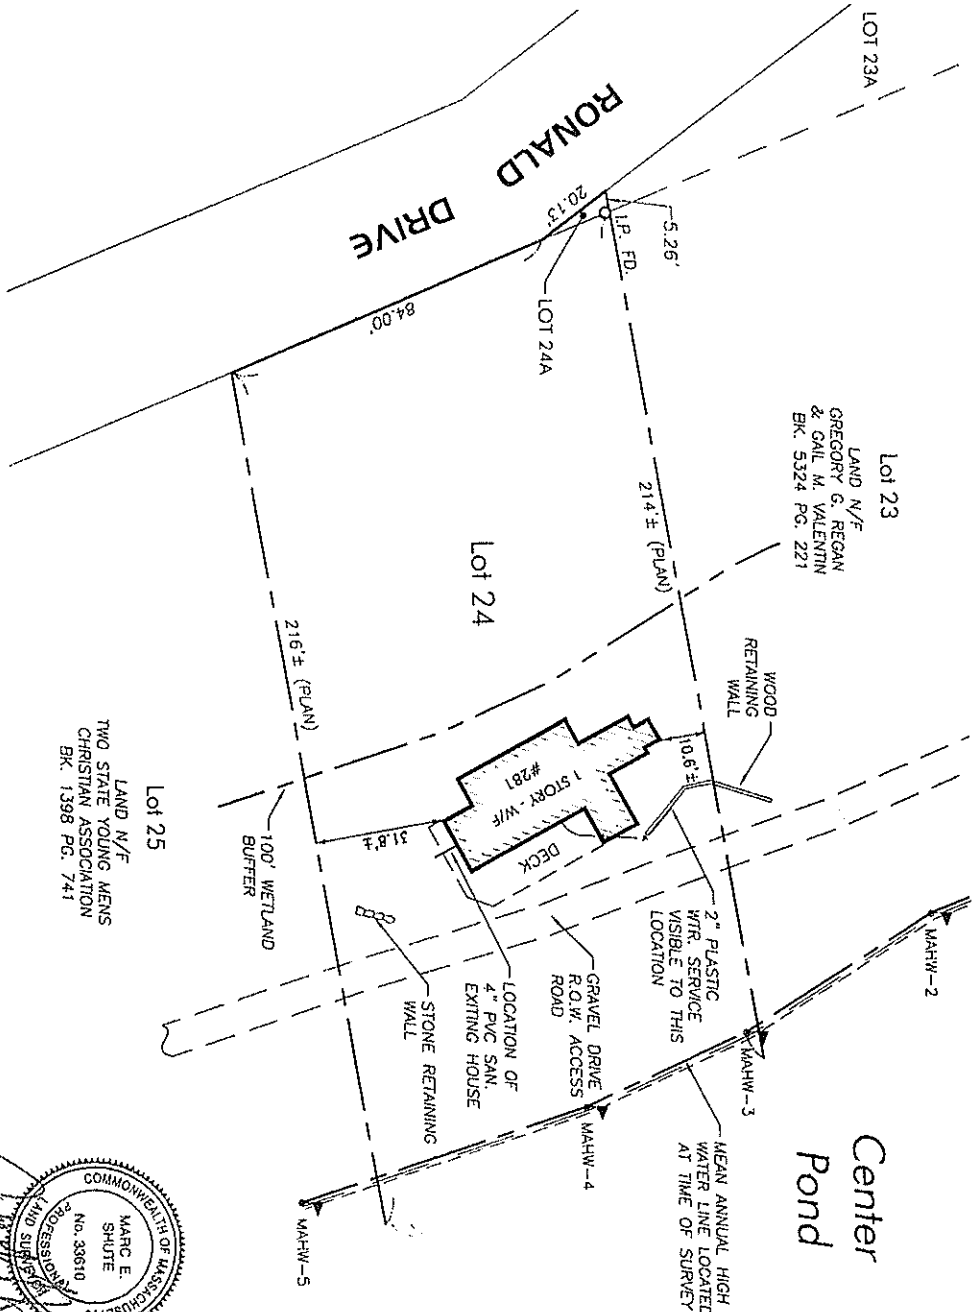 LOT 23A
RONALD DRIVE
20.13'
5.26'
I.P. FD.
LOT 24A
84.00'
Lot 23
LAND N/F
GREGORY G. REGAN
& GAIL M. VALENTIN
BK. 5324 PG. 221
214'± (PLAN)
Lot 24
216'± (PLAN)
WOOD
RETAINING
WALL
10.6'±
#281
1 STORY - W/F
DECK
31.8'±
100' WETLAND
BUFFER
Lot 25
LAND N/F
TWO STATE YOUNG MENS
CHRISTIAN ASSOCIATION
BK. 1398 PG. 741
2" PLASTIC
WTR. SERVICE
VISIBLE TO THIS
LOCATION
GRAVEL DRIVE
R.O.W. ACCESS
ROAD
LOCATION OF
4" PVC SAN.
EXITING HOUSE
STONE RETAINING
WALL
MAHW-2
MAHW-3
MAHW-4
MAHW-5
MEAN ANNUAL HIGH
WATER LINE LOCATED
AT TIME OF SURVEY
Center
Pond
COMMONWEALTH OF MASSACHUSE
MARC E.
SHUTE
No. 33610
PROFESSIONAL
LAND SURVEYOR